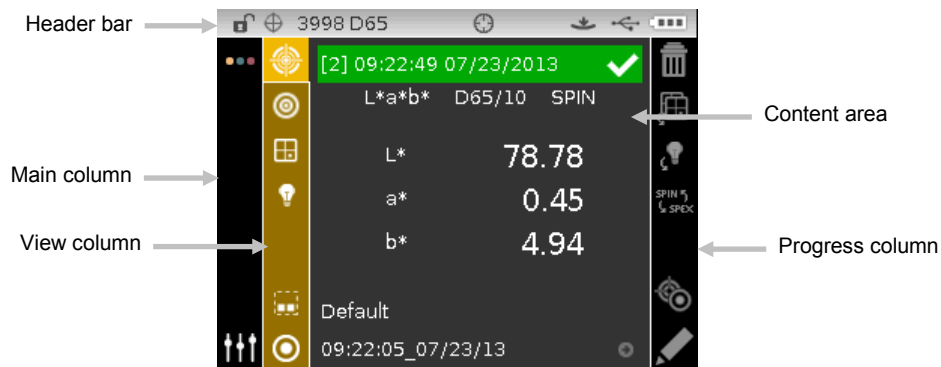 Header bar
3998 D65
[2] 09:22:49 07/23/2013
L*a*b* D65/10 SPIN
Content area
L* 78.78
Main column
a* 0.45
SPIN
SPEX
View column
b* 4.94
Progress column
Default
09:22:05_07/23/13